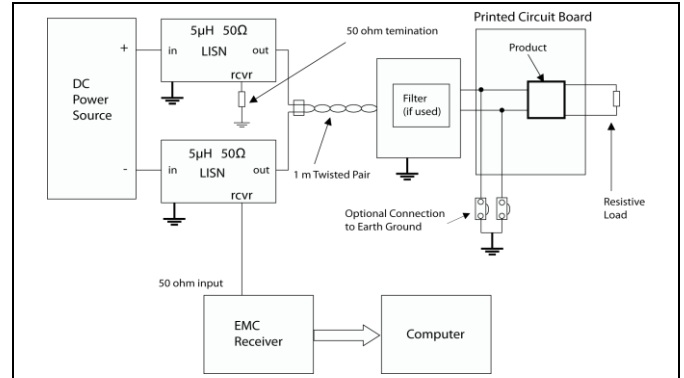 Printed Circuit Board
5µH 50Ω
in
out
LISN
rcvr
50 ohm temination
Product
+
DC
Power
Source
-
Filter
(if used)
5µH 50Ω
in
out
LISN
rcvr
1 m Twisted Pair
Optional Connection
to Earth Ground
Resistive
Load
50 ohm input
EMC
Receiver
Computer